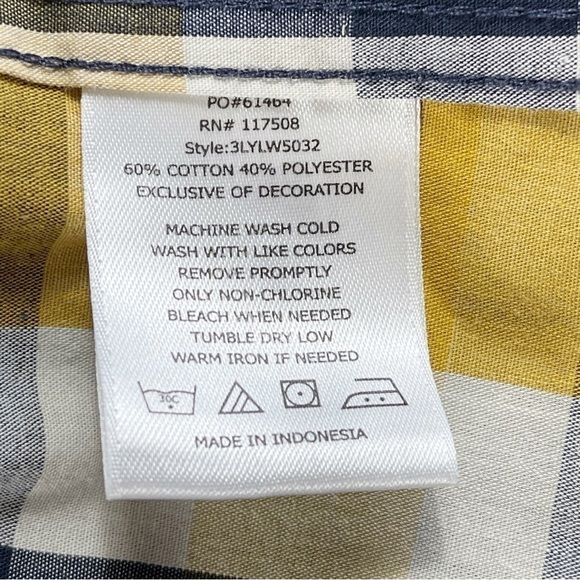 PO#61464
RN# 117508
Style:3LYLW5032
60% COTTON 40% POLYESTER
EXCLUSIVE OF DECORATION
MACHINE WASH COLD
WASH WITH LIKE COLORS
REMOVE PROMPTLY
ONLY NON-CHLORINE
BLEACH WHEN NEEDED
TUMBLE DRY LOW
WARM IRON IF NEEDED
30C
MADE IN INDONESIA